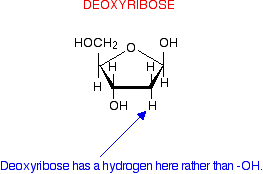 DEOXYRIBOSE
HOCH2 O OH
H H H
H
OH H
Deoxyribose has a hydrogen here rather than -OH.